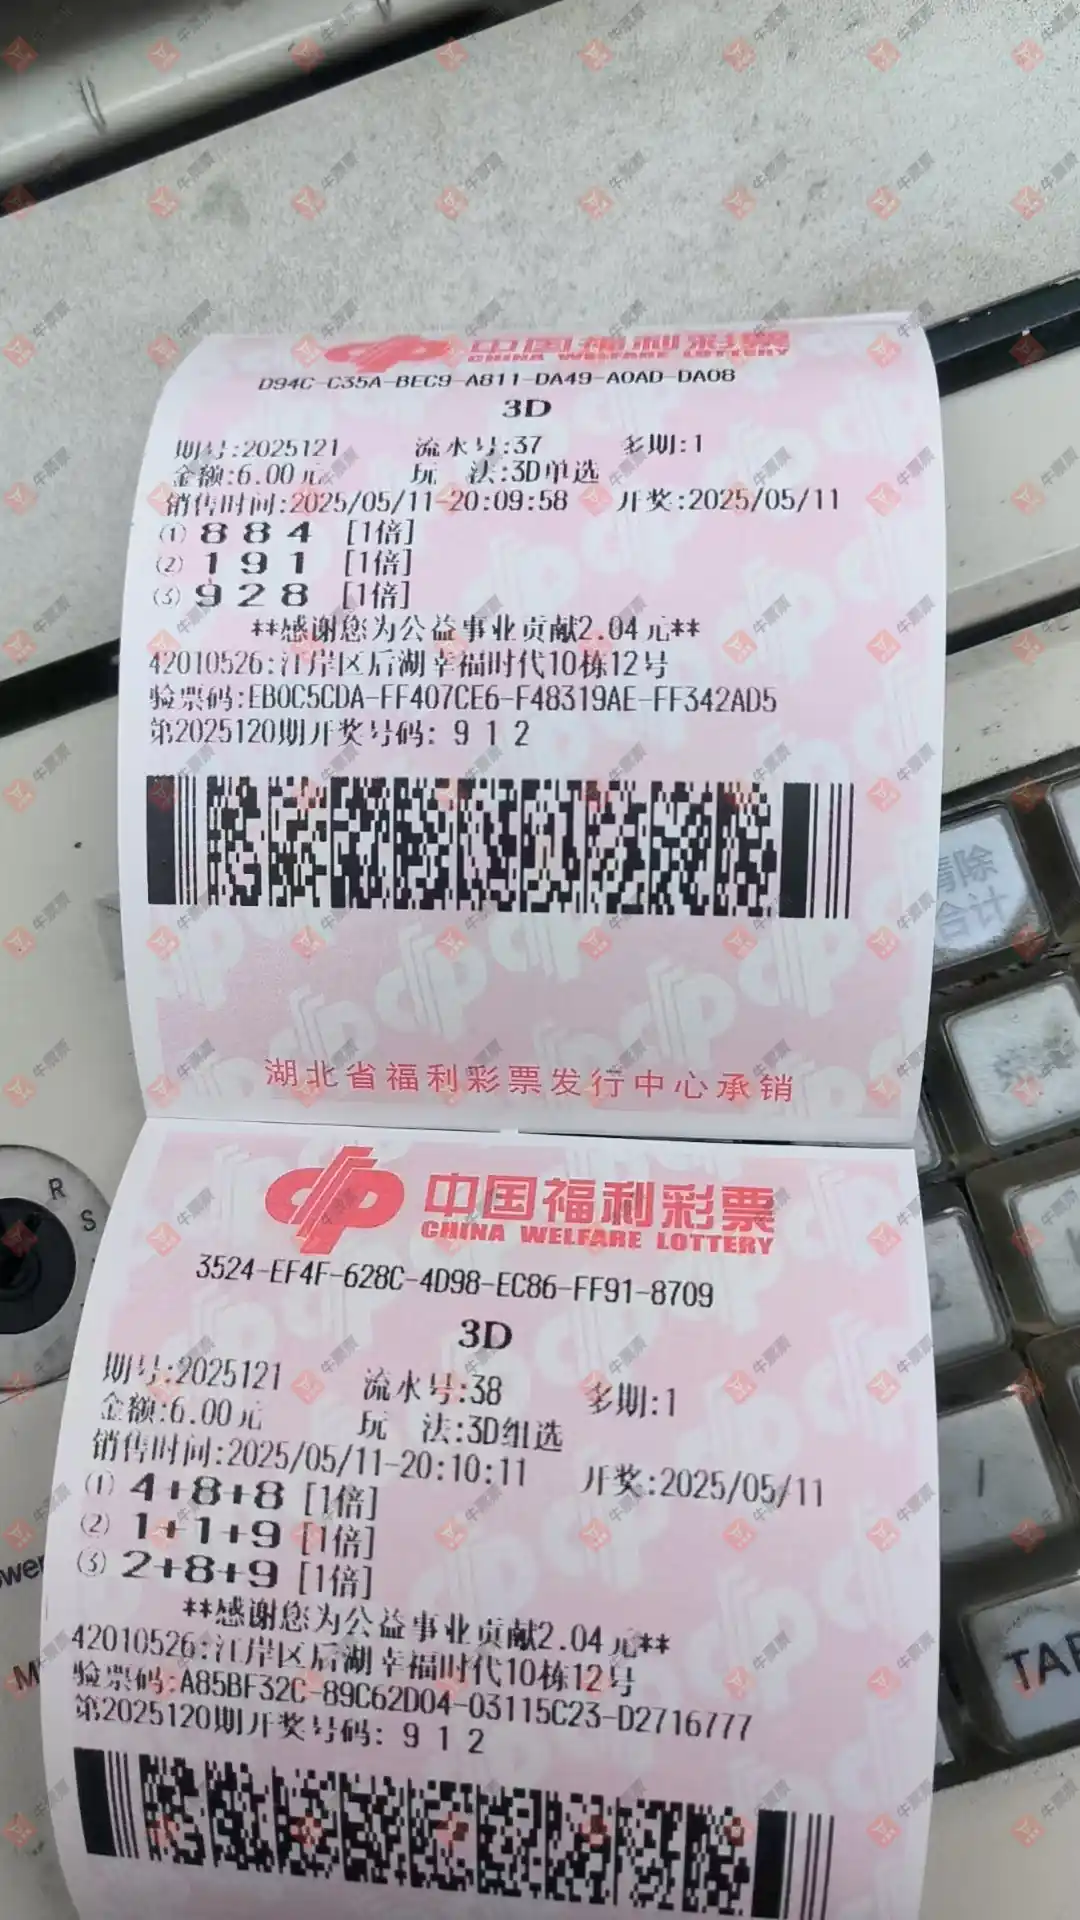 中国福利彩票
CHINA WELFARE LOTTERY
D94C-C35A-BEC9-A811-DA49-A0AD-DA08
3D
期号:2025121 流水号:37 多期:1
金额:6.00元 玩 法:3D单选
销售时间:2025/05/11-20:09:58 开奖:2025/05/11
① 8 8 4 [1倍]
② 1 9 1 [1倍]
③ 9 2 8 [1倍]
**感谢您为公益事业贡献2.04元**
42010526:江岸区后湖幸福时代10栋12号
验票码:EB0C5CDA-FF407CE6-F48319AE-FF342AD5
第2025120期开奖号码: 9 1 2
湖北省福利彩票发行中心承销
中国福利彩票
CHINA WELFARE LOTTERY
3524-EF4F-628C-4D98-EC86-FF91-8709
3D
期号:2025121 流水号:38 多期:1
金额:6.00元 玩 法:3D组选
销售时间:2025/05/11-20:10:11 开奖:2025/05/11
① 4+8+8 [1倍]
② 1+1+9 [1倍]
③ 2+8+9 [1倍]
**感谢您为公益事业贡献2.04元**
42010526:江岸区后湖幸福时代10栋12号
验票码:A85BF32C-89C62D04-03115C23-D2716777
第2025120期开奖号码: 9 1 2
清除
合计
R
S
TAB